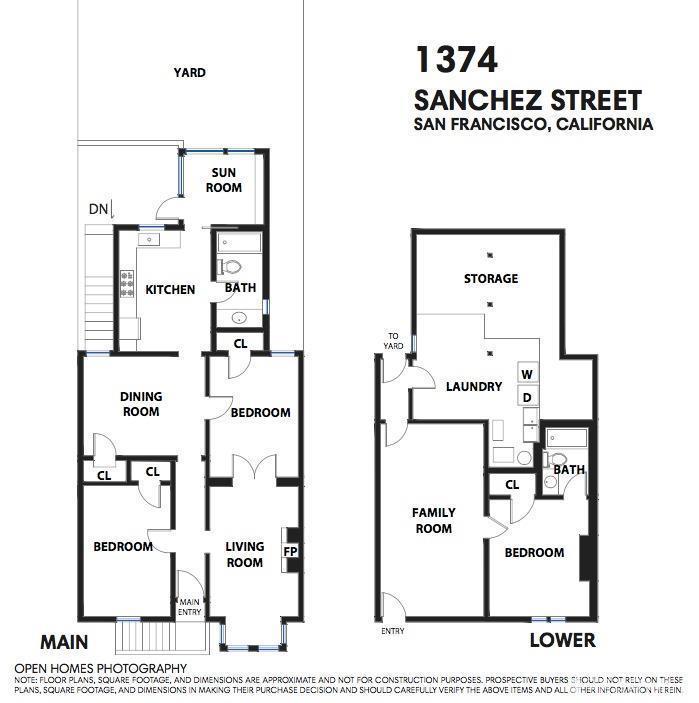 1374
SANCHEZ STREET
SAN FRANCISCO, CALIFORNIA
YARD
SUN
ROOM
DN
KITCHEN
BATH
CL
DINING
ROOM
BEDROOM
CL
CL
BEDROOM
LIVING
ROOM
FP
MAIN
ENTRY
MAIN
STORAGE
TO
YARD
LAUNDRY
W
D
BATH
CL
FAMILY
ROOM
BEDROOM
ENTRY
LOWER
OPEN HOMES PHOTOGRAPHY
NOTE: FLOOR PLANS, SQUARE FOOTAGE, AND DIMENSIONS ARE APPROXIMATE AND NOT FOR CONSTRUCTION PURPOSES. PROSPECTIVE BUYERS SHOULD NOT RELY ON THESE
PLANS, SQUARE FOOTAGE, AND DIMENSIONS IN MAKING THEIR PURCHASE DECISION AND SHOULD CAREFULLY VERIFY THE ABOVE ITEMS AND ALL OTHER INFORMATION HEREIN.